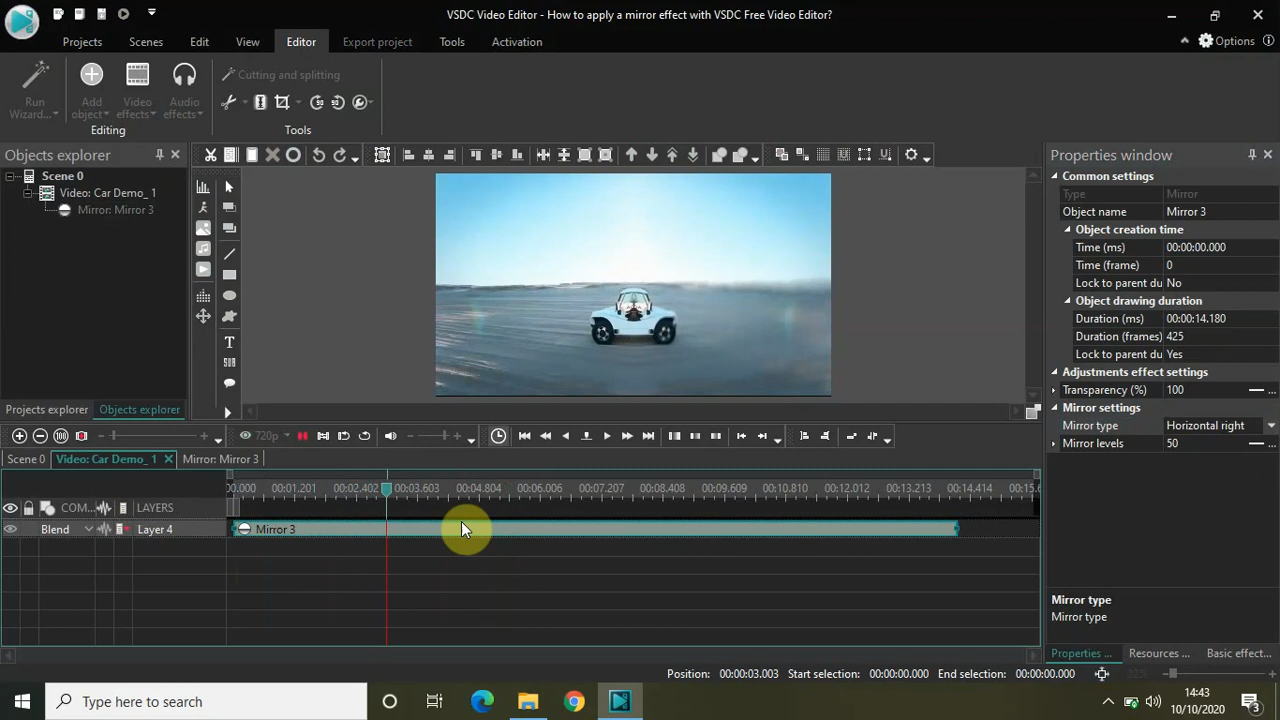 VSDC Video Editor - How to apply a mirror effect with VSDC Free Video Editor?
Projects Scenes Edit View Editor Export project Tools Activation Options
Run Wizard...
Add object
Video effects
Audio effects
Editing
Cutting and splitting
Tools
Objects explorer
Scene 0
Video: Car Demo_ 1
Mirror: Mirror 3
Projects explorer Objects explorer
Properties window
Common settings
Type Mirror
Object name Mirror 3
Object creation time
Time (ms) 00:00:00.000
Time (frame) 0
Lock to parent du No
Object drawing duration
Duration (ms) 00:00:14.180
Duration (frames) 425
Lock to parent du Yes
Adjustments effect settings
Transparency (%) 100
Mirror settings
Mirror type Horizontal right
Mirror levels 50
720p
Scene 0 Video: Car Demo_ 1 Mirror: Mirror 3
00:01.201 00:02.402 00:03.603 00:04.804 00:06.006 00:07.207 00:08.408 00:09.609 00:10.810 00:12.012 00:13.213 00:14.414
COM... LAYERS
Blend Layer 4 Mirror 3
Mirror type
Mirror type
Properties ... Resources ... Basic effect...
Position: 00:00:03.003 Start selection: 00:00:00.000 End selection: 00:00:00.000
Type here to search
14:43
10/10/2020
3